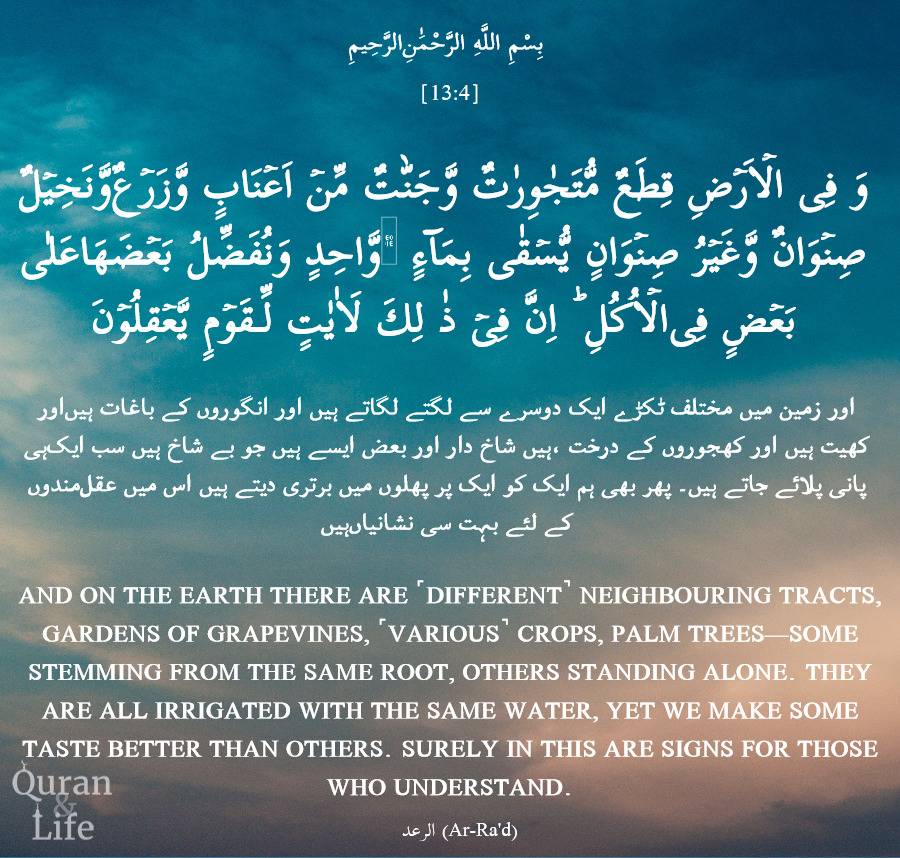 بِسْمِ اللَّهِ الرَّحْمَٰنِ الرَّحِيمِ
[13:4]
وَ فِی الۡاَرۡضِ قِطَعٌ مُّتَجٰوِرٰتٌ وَّجَنّٰتٌ مِّنۡ اَعۡنَابٍ وَّزَرۡعٌ وَّنَخِیۡلٌ
صِنۡوَانٌ وَّغَیۡرُ صِنۡوَانٍ یُّسۡقٰی بِمَآءٍ وَّاحِدٍ وَنُفَضِّلُ بَعۡضَهَا عَلٰی
بَعۡضٍ فِی الۡاُكُلِ ؕ اِنَّ فِیۡ ذٰ لِكَ لَاٰیٰتٍ لِّـقَوۡمٍ یَّعۡقِلُوۡنَ
اور زمین میں مختلف ٹکڑے ایک دوسرے سے لگتے لگاتے ہیں اور انگوروں کے باغات ہیں اور
کھیت ہیں اور کھجوروں کے درخت ،ہیں شاخ دار اور بعض ایسے ہیں جو بے شاخ ہیں سب ایک ہی
پانی پلائے جاتے ہیں۔ پھر بھی ہم ایک کو ایک پر پھلوں میں برتری دیتے ہیں اس میں عقل مندوں
کے لئے بہت سی نشانیاں ہیں
AND ON THE EARTH THERE ARE ˹DIFFERENT˺ NEIGHBOURING TRACTS,
GARDENS OF GRAPEVINES, ˹VARIOUS˺ CROPS, PALM TREES—SOME
STEMMING FROM THE SAME ROOT, OTHERS STANDING ALONE. THEY
ARE ALL IRRIGATED WITH THE SAME WATER, YET WE MAKE SOME
TASTE BETTER THAN OTHERS. SURELY IN THIS ARE SIGNS FOR THOSE
WHO UNDERSTAND.
Quran
&
Life
الرعد (Ar-Ra'd)